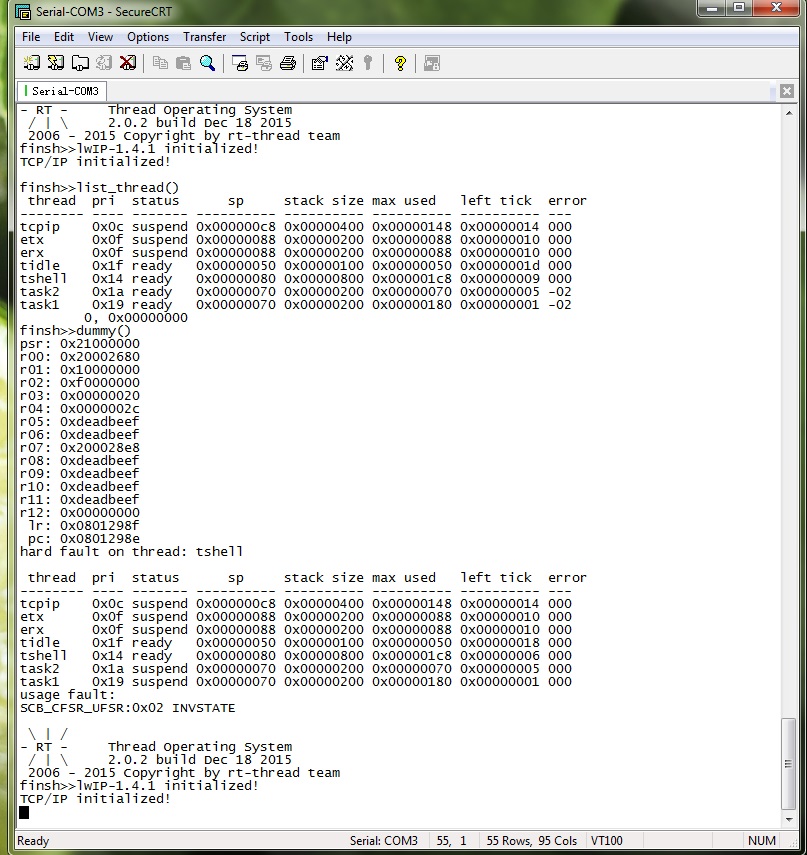 Serial-COM3 - SecureCRT
File Edit View Options Transfer Script Tools Help
Serial-COM3
- RT -     Thread Operating System
 / | \     2.0.2 build Dec 18 2015
 2006 - 2015 Copyright by rt-thread team
finsh>>lwIP-1.4.1 initialized!
TCP/IP initialized!
finsh>>list_thread()
 thread  pri  status      sp     stack size max used   left tick  error
-------- ---- ------- ---------- ---------- ---------- ---------- ---
tcpip    0x0c suspend 0x000000c8 0x00000400 0x00000148 0x00000014 000
etx      0x0f suspend 0x00000088 0x00000200 0x00000088 0x00000010 000
erx      0x0f suspend 0x00000088 0x00000200 0x00000088 0x00000010 000
tidle    0x1f ready   0x00000050 0x00000100 0x00000050 0x0000001d 000
tshell   0x14 ready   0x00000080 0x00000800 0x000001c8 0x00000009 000
task2    0x1a ready   0x00000070 0x00000200 0x00000070 0x00000005 -02
task1    0x19 ready   0x00000070 0x00000200 0x00000180 0x00000001 -02
        0, 0x00000000
finsh>>dummy()
psr: 0x21000000
r00: 0x20002680
r01: 0x10000000
r02: 0xf0000000
r03: 0x00000020
r04: 0x0000002c
r05: 0xdeadbeef
r06: 0xdeadbeef
r07: 0x200028e8
r08: 0xdeadbeef
r09: 0xdeadbeef
r10: 0xdeadbeef
r11: 0xdeadbeef
r12: 0x00000000
 lr: 0x0801298f
 pc: 0x0801298e
hard fault on thread: tshell
 thread  pri  status      sp     stack size max used   left tick  error
-------- ---- ------- ---------- ---------- ---------- ---------- ---
tcpip    0x0c suspend 0x000000c8 0x00000400 0x00000148 0x00000014 000
etx      0x0f suspend 0x00000088 0x00000200 0x00000088 0x00000010 000
erx      0x0f suspend 0x00000088 0x00000200 0x00000088 0x00000010 000
tidle    0x1f ready   0x00000050 0x00000100 0x00000050 0x00000018 000
tshell   0x14 ready   0x00000080 0x00000800 0x000001c8 0x00000006 000
task2    0x1a suspend 0x00000070 0x00000200 0x00000070 0x00000005 000
task1    0x19 suspend 0x00000070 0x00000200 0x00000180 0x00000001 000
usage fault:
SCB_CFSR_UFSR:0x02 INVSTATE
 \ | /
- RT -     Thread Operating System
 / | \     2.0.2 build Dec 18 2015
 2006 - 2015 Copyright by rt-thread team
finsh>>lwIP-1.4.1 initialized!
TCP/IP initialized!
Ready Serial: COM3 55, 1 55 Rows, 95 Cols VT100 NUM